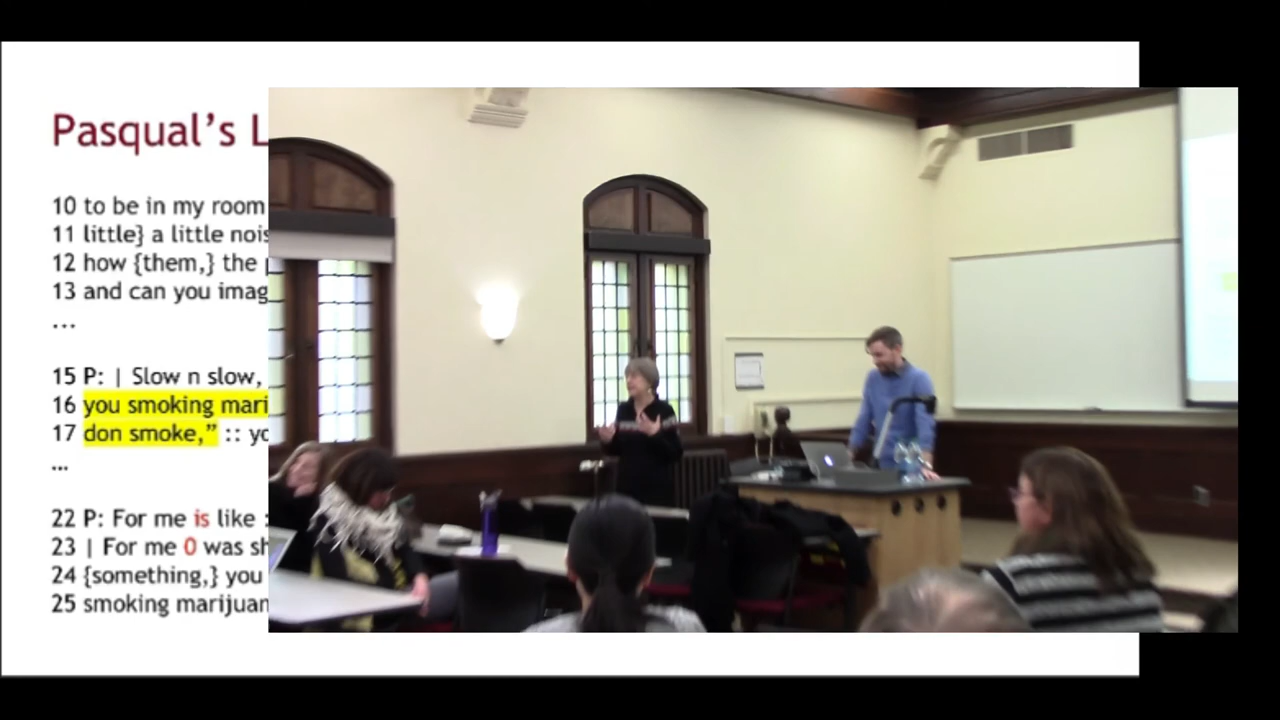 Pasqual’s L
10 to be in my room
11 little} a little nois
12 how {them,} the
13 and can you imag
...
15 P: | Slow n slow,
16 you smoking mari
17 don smoke,” :: yo
...
22 P: For me is like :
23 | For me 0 was sh
24 {something,} you
25 smoking marijuan